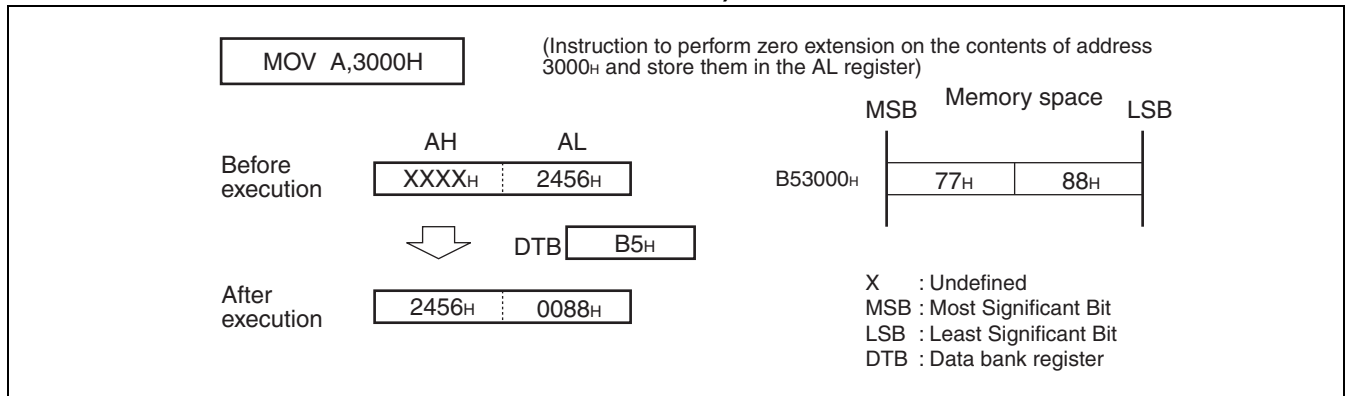 MOV A,3000H
(Instruction to perform zero extension on the contents of address
3000H and store them in the AL register)
MSB Memory space LSB
AH AL
Before
execution
XXXXH 2456H
B53000H 77H 88H
DTB B5H
After
execution
2456H 0088H
X : Undefined
MSB : Most Significant Bit
LSB : Least Significant Bit
DTB : Data bank register